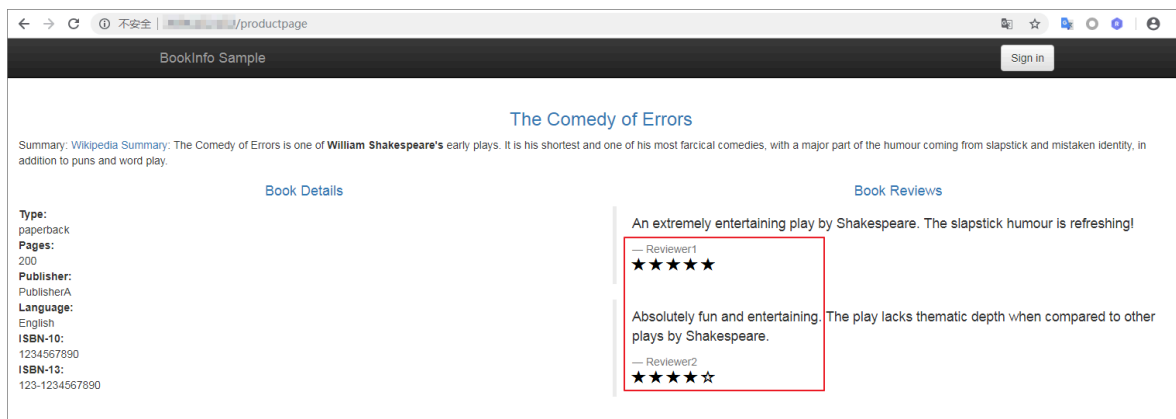 不安全 /productpage
BookInfo Sample
Sign in
The Comedy of Errors
Summary: Wikipedia Summary: The Comedy of Errors is one of William Shakespeare's early plays. It is his shortest and one of his most farcical comedies, with a major part of the humour coming from slapstick and mistaken identity, in
addition to puns and word play.
Book Details
Type:
paperback
Pages:
200
Publisher:
PublisherA
Language:
English
ISBN-10:
1234567890
ISBN-13:
123-1234567890
Book Reviews
An extremely entertaining play by Shakespeare. The slapstick humour is refreshing!
— Reviewer1
★★★★★
Absolutely fun and entertaining. The play lacks thematic depth when compared to other
plays by Shakespeare.
— Reviewer2
★★★★☆